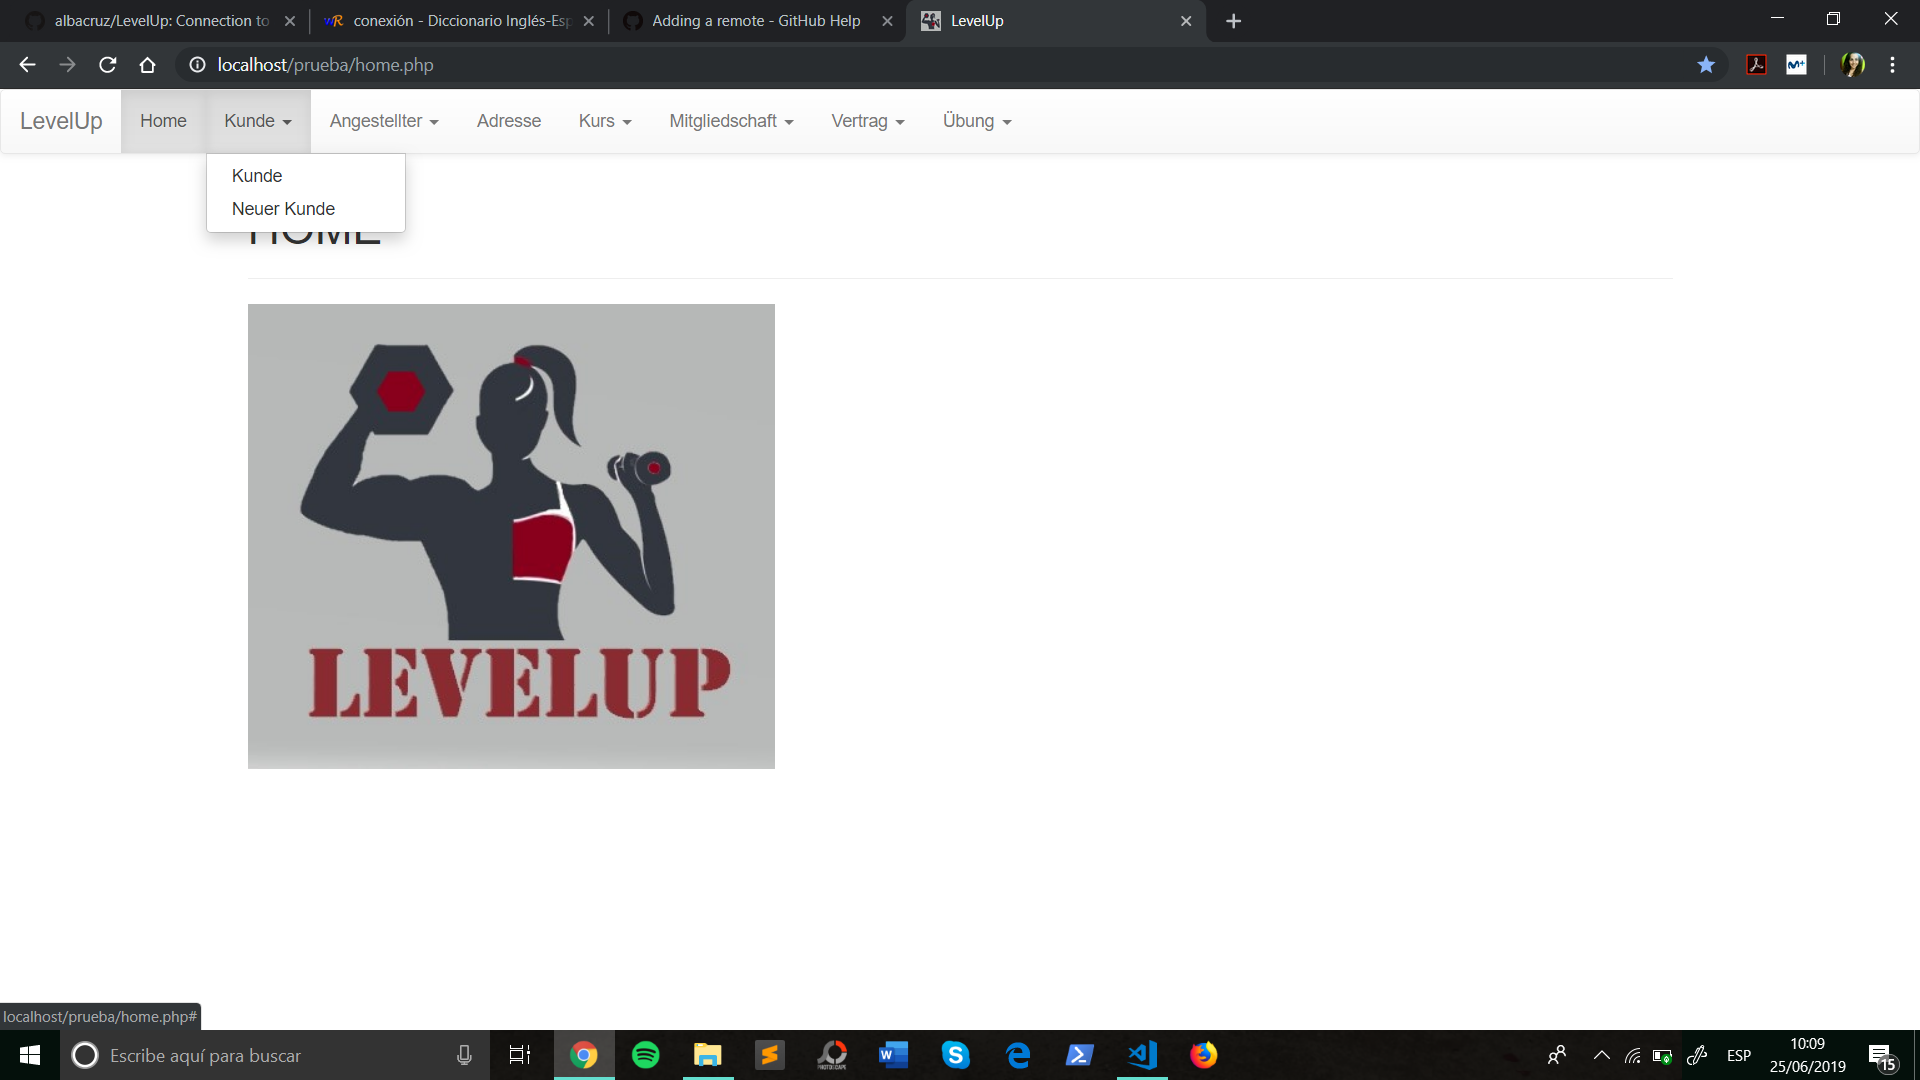 albacruz/LevelUp: Connection to
conexión - Diccionario Inglés-Esp
Adding a remote - GitHub Help
LevelUp
localhost/prueba/home.php
LevelUp Home Kunde Angestellter Adresse Kurs Mitgliedschaft Vertrag Übung
Kunde
Neuer Kunde
HOME
LEVELUP
localhost/prueba/home.php#
Escribe aquí para buscar
ESP
10:09
25/06/2019
15